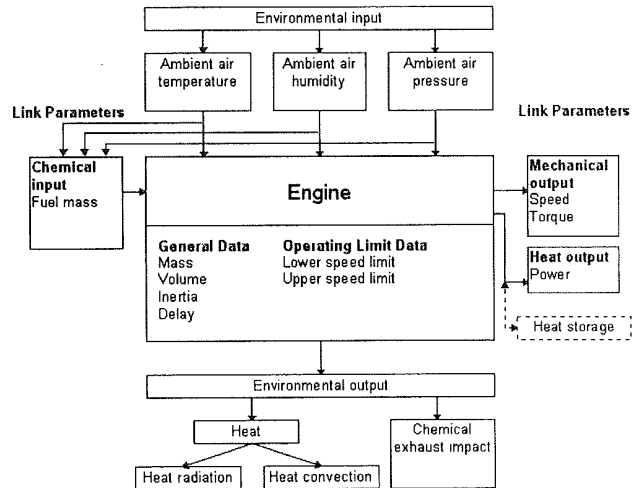 Environmental input
Ambient air
temperature
Ambient air
humidity
Ambient air
pressure
Link Parameters
Link Parameters
Chemical
input
Fuel mass
Engine
Mechanical
output
Speed
Torque
General Data
Mass
Volume
Inertia
Delay
Operating Limit Data
Lower speed limit
Upper speed limit
Heat output
Power
Heat storage
Environmental output
Heat
Chemical
exhaust impact
Heat radiation
Heat convection